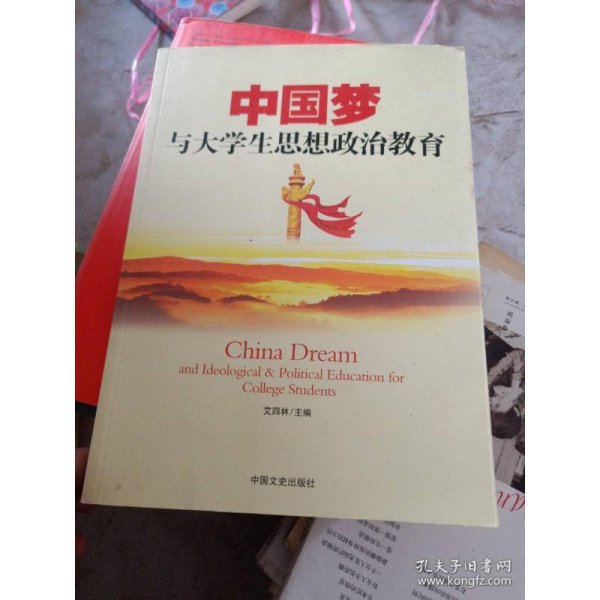 中国梦
与大学生思想政治教育
China Dream
and Ideological & Political Education for
College Students
艾四林/主编
中国文史出版社
孔夫子旧书网
www.kongfz.com